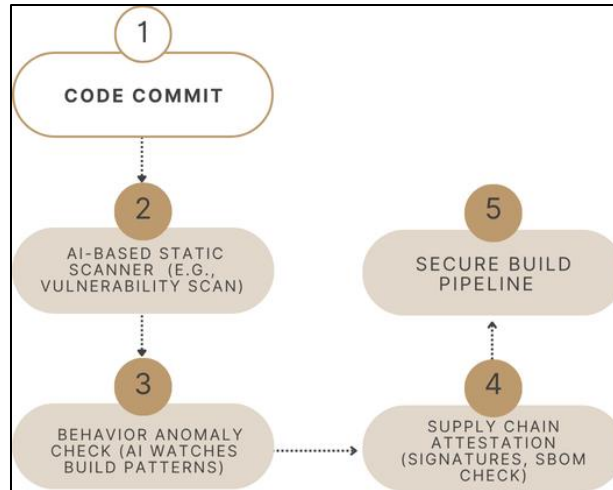 1
CODE COMMIT
2
AI-BASED STATIC
SCANNER (E.G.,
VULNERABILITY SCAN)
3
BEHAVIOR ANOMALY
CHECK (AI WATCHES
BUILD PATTERNS)
4
SUPPLY CHAIN
ATTESTATION
(SIGNATURES, SBOM
CHECK)
5
SECURE BUILD
PIPELINE